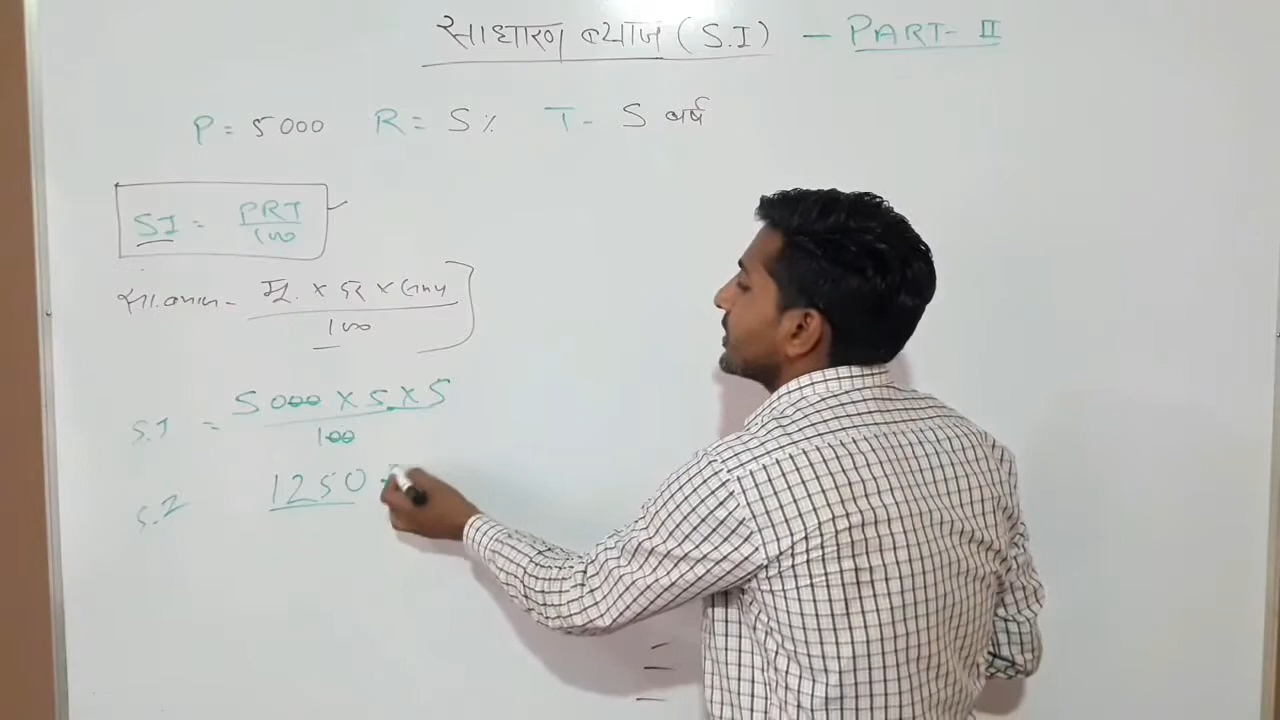 साधारण ब्याज (S.I) – PART- II
P = 5000 R = 5% T - 5 वर्ष
SI = PRT / 100
सा. ब्याज = मू. × दर × समय / 100
S.I = 5000 × 5 × 5 / 100
S.I 1250